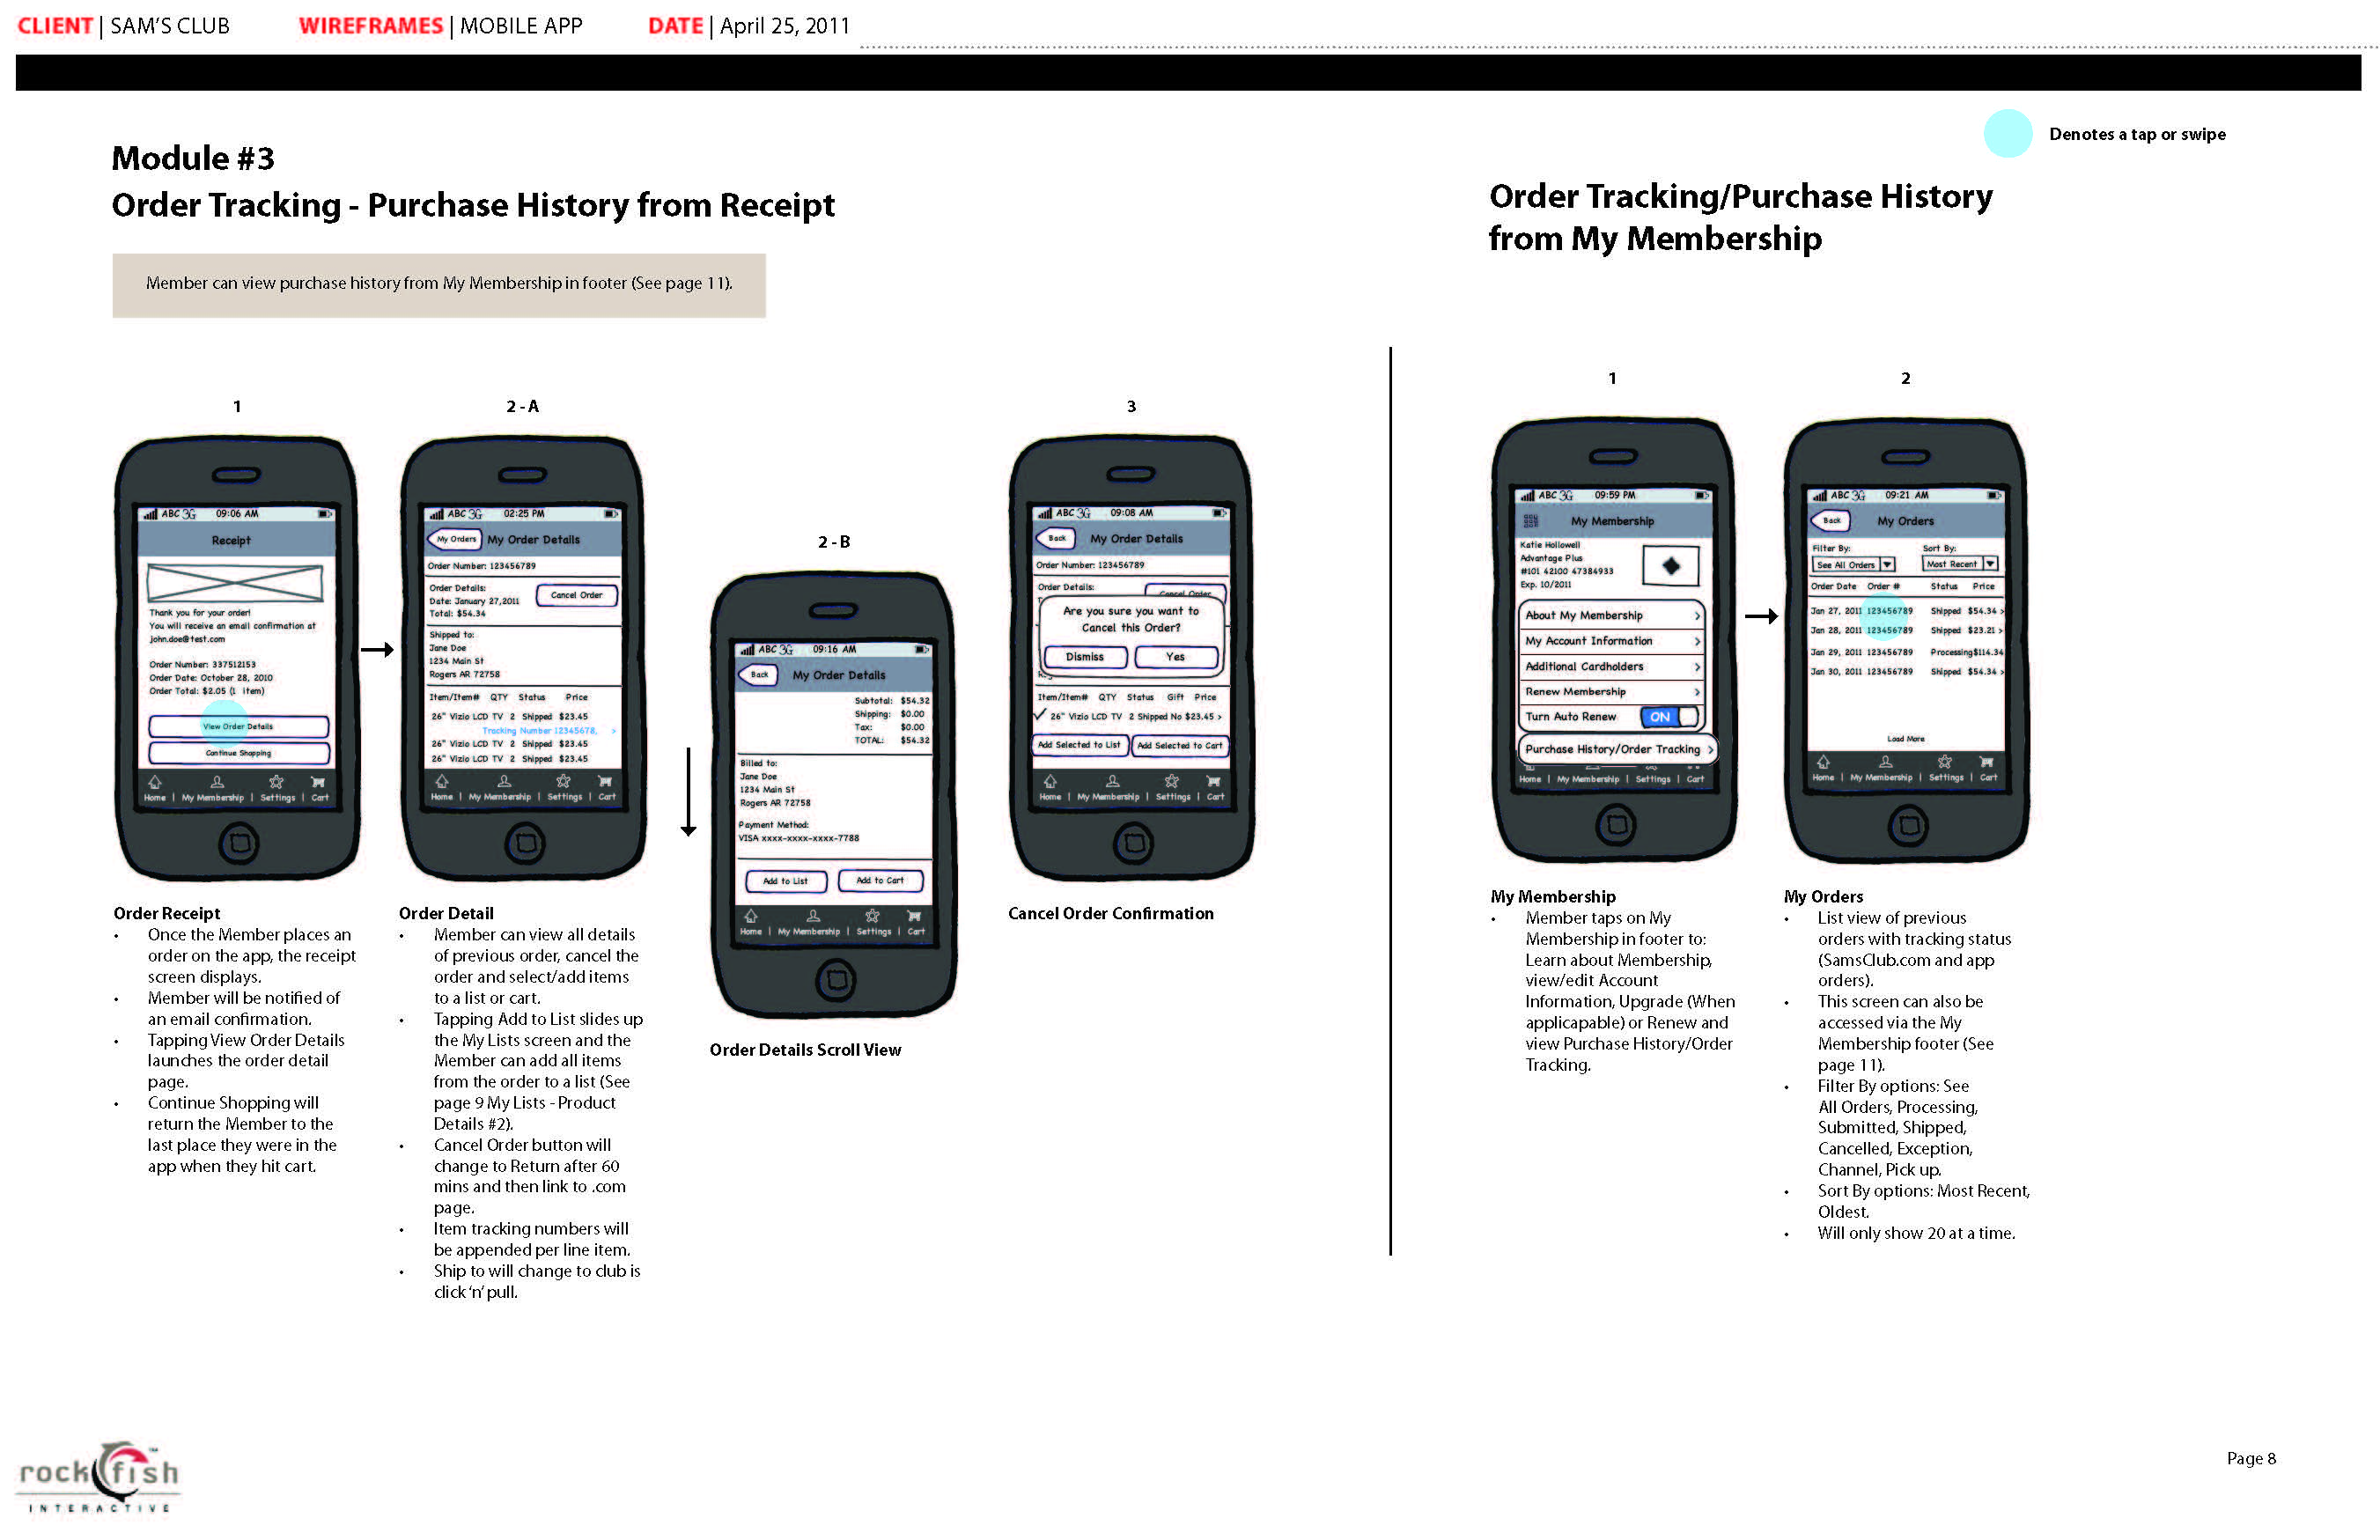 CLIENT | SAM'S CLUB WIREFRAMES | MOBILE APP DATE | April 25, 2011
Denotes a tap or swipe
Module #3
Order Tracking - Purchase History from Receipt
Member can view purchase history from My Membership in footer (See page 11).
1
ABC 3G 09:06 AM
Receipt
Thank you for your order!
You will receive an email confirmation at
john.doe@test.com
Order Number: 337512153
Order Date: October 28, 2010
Order Total: $2.05 (1 item)
View Order Details
Continue Shopping
Home | My Membership | Settings | Cart
Order Receipt
• Once the Member places an
order on the app, the receipt
screen displays.
• Member will be notified of
an email confirmation.
• Tapping View Order Details
launches the order detail
page.
• Continue Shopping will
return the Member to the
last place they were in the
app when they hit cart.
2 - A
ABC 3G 02:25 PM
My Orders My Order Details
Order Number: 123456789
Order Details:
Date: January 27,2011
Total: $54.34
Cancel Order
Shipped to:
Jane Doe
1234 Main St
Rogers AR 72758
Item/Item# QTY Status Price
26" Vizio LCD TV 2 Shipped $23.45
Tracking Number 12345678, >
26" Vizio LCD TV 2 Shipped $23.45
26" Vizio LCD TV 2 Shipped $23.45
Home | My Membership | Settings | Cart
Order Detail
• Member can view all details
of previous order, cancel the
order and select/add items
to a list or cart.
• Tapping Add to List slides up
the My Lists screen and the
Member can add all items
from the order to a list (See
page 9 My Lists - Product
Details #2).
• Cancel Order button will
change to Return after 60
mins and then link to .com
page.
• Item tracking numbers will
be appended per line item.
• Ship to will change to club is
click 'n' pull.
2 - B
ABC 3G 09:16 AM
Back My Order Details
Subtotal: $54.32
Shipping: $0.00
Tax: $0.00
TOTAL: $54.32
Billed to:
Jane Doe
1234 Main St
Rogers AR 72758
Payment Method:
VISA xxxx-xxxx-xxxx-7788
Add to List Add to Cart
Home | My Membership | Settings | Cart
Order Details Scroll View
3
ABC 3G 09:08 AM
Back My Order Details
Order Number: 123456789
Order Details:
Cancel Order
Are you sure you want to
Cancel this Order?
Dismiss Yes
Item/Item# QTY Status Gift Price
26" Vizio LCD TV 2 Shipped No $23.45 >
Add Selected to List Add Selected to Cart
Home | My Membership | Settings | Cart
Cancel Order Confirmation
Order Tracking/Purchase History
from My Membership
1
ABC 3G 09:59 PM
My Membership
Katie Hollowell
Advantage Plus
#101 42100 47384933
Exp. 10/2011
About My Membership >
My Account Information >
Additional Cardholders >
Renew Membership >
Turn Auto Renew ON
Purchase History/Order Tracking >
Home | My Membership | Settings | Cart
My Membership
• Member taps on My
Membership in footer to:
Learn about Membership,
view/edit Account
Information, Upgrade (When
applicapable) or Renew and
view Purchase History/Order
Tracking.
2
ABC 3G 09:21 AM
Back My Orders
Filter By: Sort By:
See All Orders Most Recent
Order Date Order # Status Price
Jan 27, 2011 123456789 Shipped $54.34 >
Jan 28, 2011 123456789 Shipped $23.21 >
Jan 29, 2011 123456789 Processing$114.34
Jan 30, 2011 123456789 Shipped $54.34 >
Load More
Home | My Membership | Settings | Cart
My Orders
• List view of previous
orders with tracking status
(SamsClub.com and app
orders).
• This screen can also be
accessed via the My
Membership footer (See
page 11).
• Filter By options: See
All Orders, Processing,
Submitted, Shipped,
Cancelled, Exception,
Channel, Pick up.
• Sort By options: Most Recent,
Oldest.
• Will only show 20 at a time.
rockfish
INTERACTIVE
Page 8